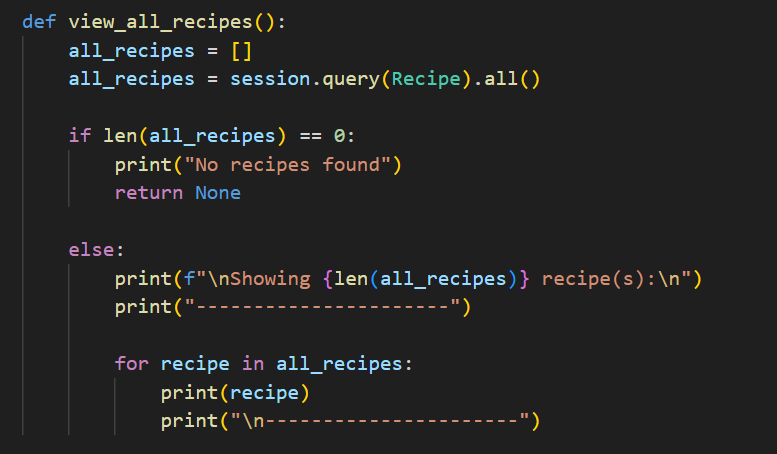 def view_all_recipes():
    all_recipes = []
    all_recipes = session.query(Recipe).all()

    if len(all_recipes) == 0:
        print("No recipes found")
        return None

    else:
        print(f"\nShowing {len(all_recipes)} recipe(s):\n")
        print("----------------------")

        for recipe in all_recipes:
            print(recipe)
            print("\n----------------------")